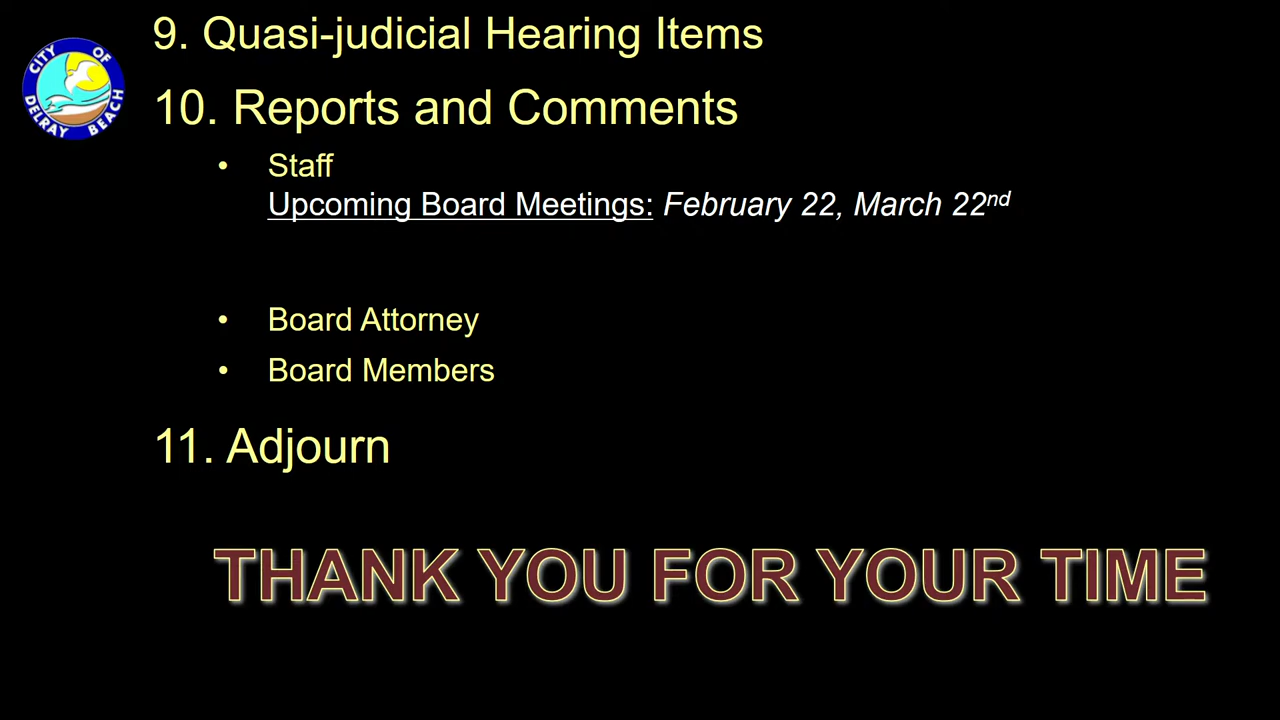 9. Quasi-judicial Hearing Items
CITY OF DELRAY BEACH
10. Reports and Comments
• Staff
Upcoming Board Meetings: February 22, March 22nd
• Board Attorney
• Board Members
11. Adjourn
THANK YOU FOR YOUR TIME